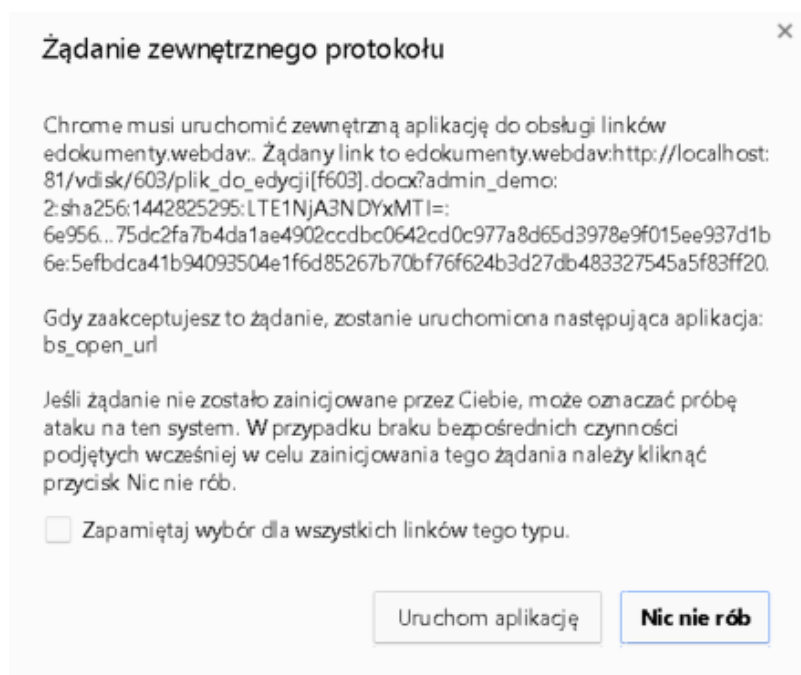 Żądanie zewnętrznego protokołu
Chrome musi uruchomić zewnętrzną aplikację do obsługi linków
edokumenty.webdav:. Żądany link to edokumenty.webdav:http://localhost:
81/vdisk/603/plik_do_edycji[f603].docx?admin_demo:
2:sha256:1442825295:LTE1NjA3NDYxMTI=:
6e956...75dc2fa7b4da1ae4902ccdbc0642cd0c977a8d65d3978e9f015ee937d1b
6e:5efbdca41b94093504e1f6d85267b70bf76f624b3d27db483327545a5f83ff20.
Gdy zaakceptujesz to żądanie, zostanie uruchomiona następująca aplikacja:
bs_open_url
Jeśli żądanie nie zostało zainicjowane przez Ciebie, może oznaczać próbę
ataku na ten system. W przypadku braku bezpośrednich czynności
podjętych wcześniej w celu zainicjowania tego żądania należy kliknąć
przycisk Nic nie rób.
Zapamiętaj wybór dla wszystkich linków tego typu.
Uruchom aplikację
Nic nie rób